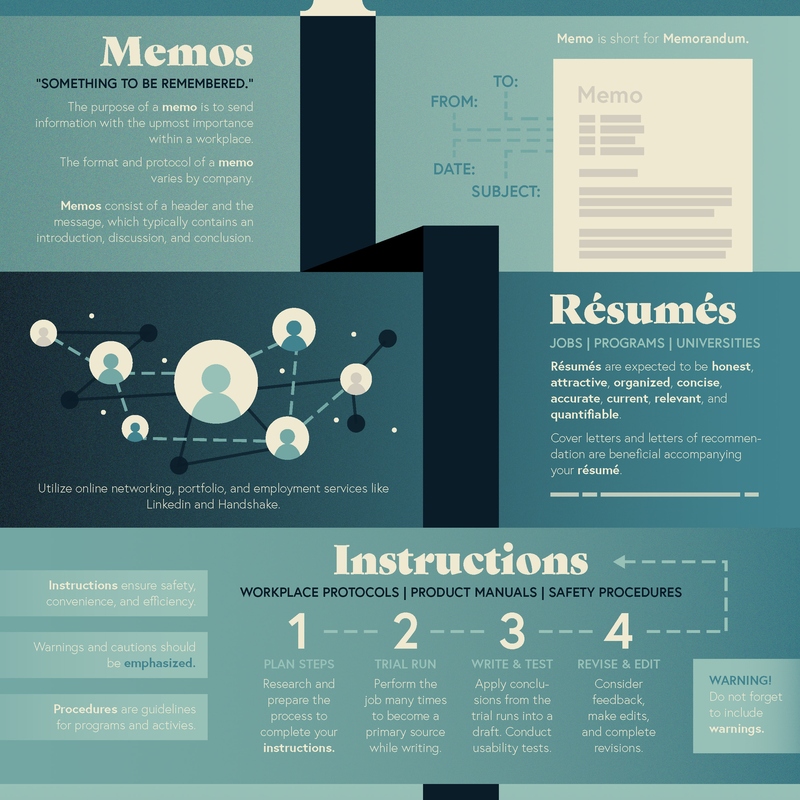 Memos
"SOMETHING TO BE REMEMBERED."
The purpose of a memo is to send
information with the upmost importance
within a workplace.
The format and protocol of a memo
varies by company.
Memos consist of a header and the
message, which typically contains an
introduction, discussion, and conclusion.
Memo is short for Memorandum.
TO:
FROM:
DATE:
SUBJECT:
Memo
Utilize online networking, portfolio, and employment services like
Linkedin and Handshake.
Résumés
JOBS | PROGRAMS | UNIVERSITIES
Résumés are expected to be honest,
attractive, organized, concise,
accurate, current, relevant, and
quantifiable.
Cover letters and letters of recommen-
dation are beneficial accompanying
your résumé.
Instructions
WORKPLACE PROTOCOLS | PRODUCT MANUALS | SAFETY PROCEDURES
Instructions ensure safety,
convenience, and efficiency.
Warnings and cautions should
be emphasized.
Procedures are guidelines
for programs and activies.
1
PLAN STEPS
Research and
prepare the
process to
complete your
instructions.
2
TRIAL RUN
Perform the
job many times
to become a
primary source
while writing.
3
WRITE & TEST
Apply conclu-
sions from the
trial runs into a
draft. Conduct
usability tests.
4
REVISE & EDIT
Consider
feedback,
make edits,
and complete
revisions.
WARNING!
Do not forget
to include
warnings.